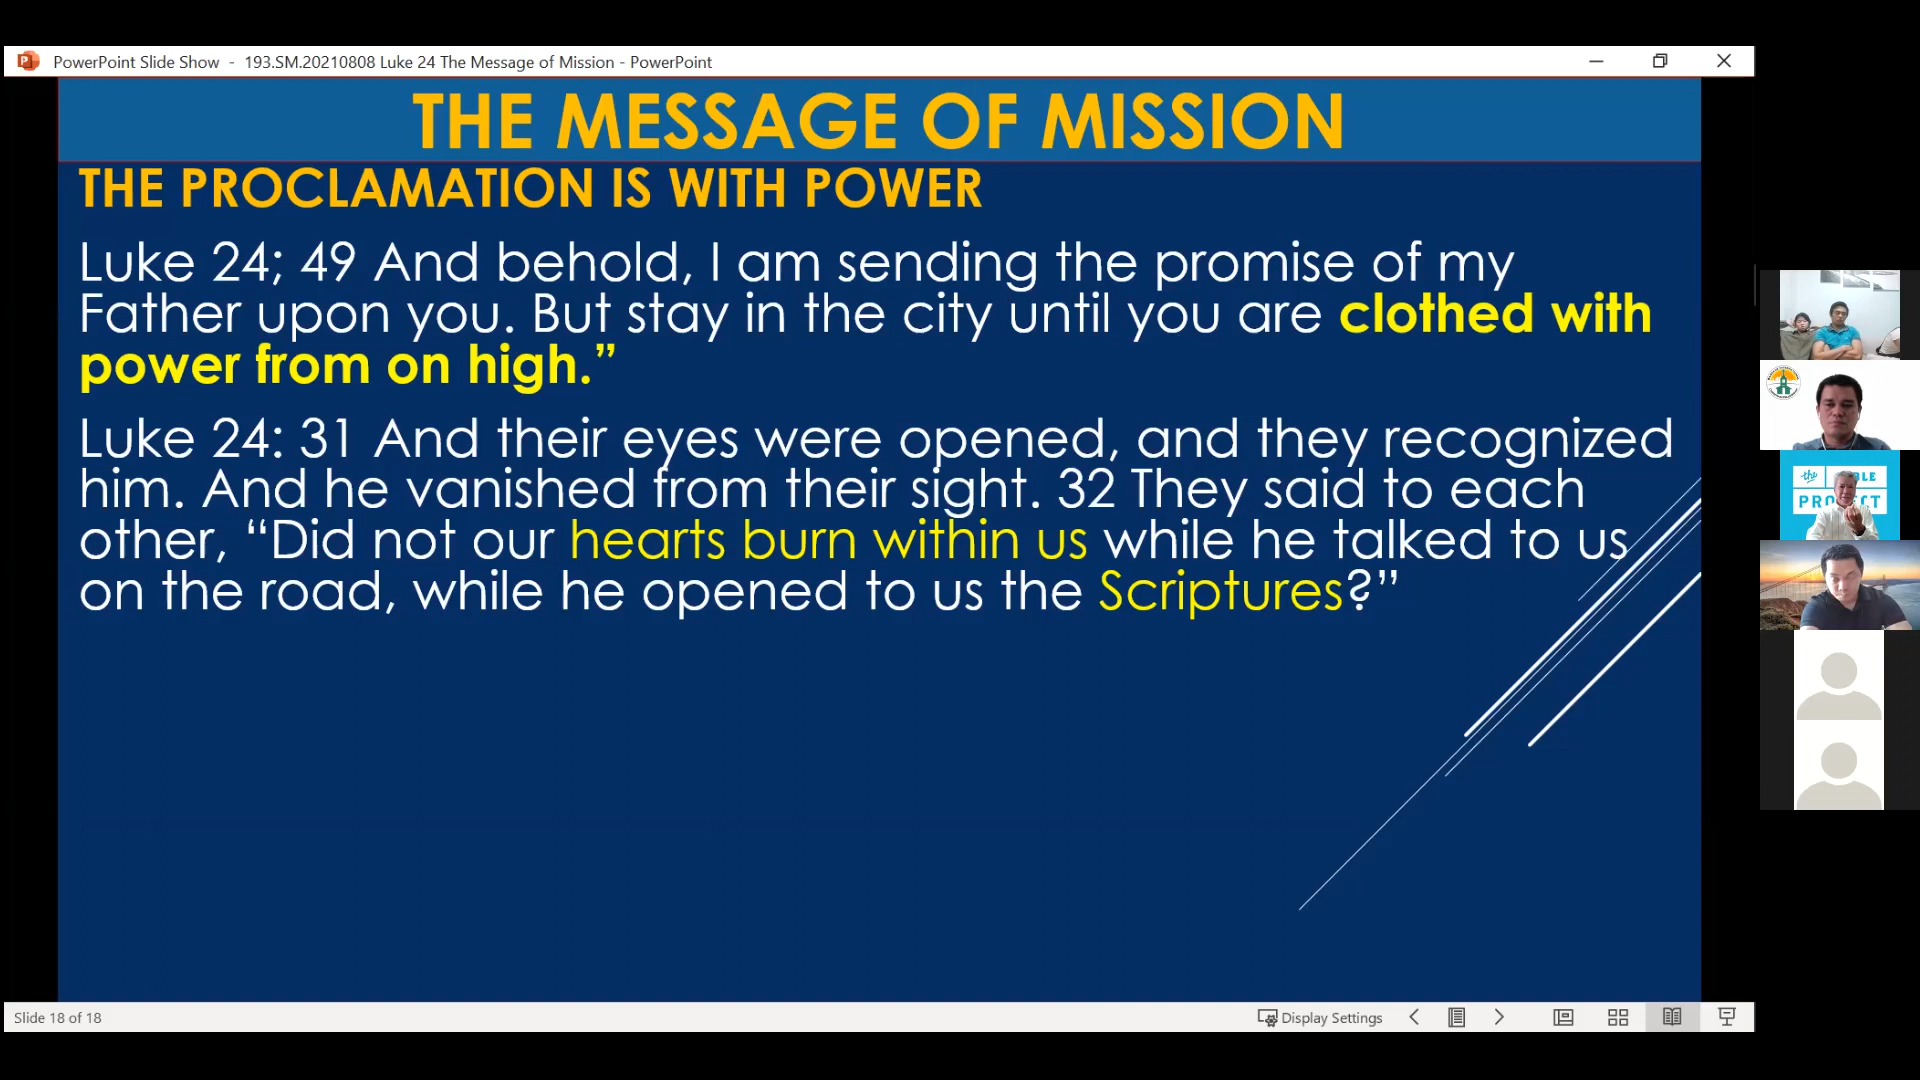 PowerPoint Slide Show - 193.SM.20210808 Luke 24 The Message of Mission - PowerPoint
THE MESSAGE OF MISSION
THE PROCLAMATION IS WITH POWER
Luke 24; 49 And behold, I am sending the promise of my
Father upon you. But stay in the city until you are clothed with
power from on high.”
Luke 24: 31 And their eyes were opened, and they recognized
him. And he vanished from their sight. 32 They said to each
other, “Did not our hearts burn within us while he talked to us
on the road, while he opened to us the Scriptures?”
the
Slide 18 of 18
Display Settings